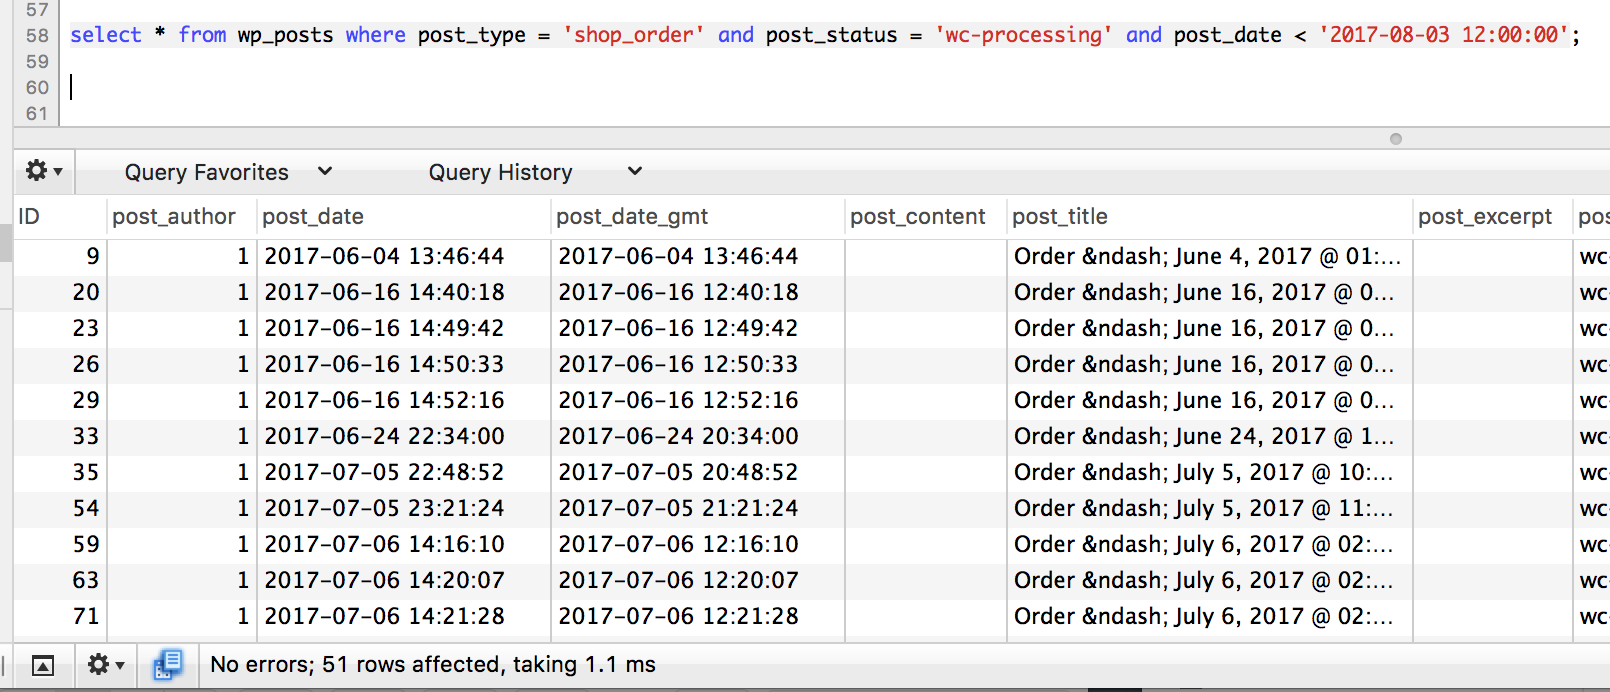 57
58 select * from wp_posts where post_type = 'shop_order' and post_status = 'wc-processing' and post_date < '2017-08-03 12:00:00';
59
60
61
Query Favorites Query History
ID post_author post_date post_date_gmt post_content post_title post_excerpt pos
9 1 2017-06-04 13:46:44 2017-06-04 13:46:44 Order &ndash; June 4, 2017 @ 01:... wc
20 1 2017-06-16 14:40:18 2017-06-16 12:40:18 Order &ndash; June 16, 2017 @ 0... wc
23 1 2017-06-16 14:49:42 2017-06-16 12:49:42 Order &ndash; June 16, 2017 @ 0... wc
26 1 2017-06-16 14:50:33 2017-06-16 12:50:33 Order &ndash; June 16, 2017 @ 0... wc
29 1 2017-06-16 14:52:16 2017-06-16 12:52:16 Order &ndash; June 16, 2017 @ 0... wc
33 1 2017-06-24 22:34:00 2017-06-24 20:34:00 Order &ndash; June 24, 2017 @ 1... wc
35 1 2017-07-05 22:48:52 2017-07-05 20:48:52 Order &ndash; July 5, 2017 @ 10:... wc
54 1 2017-07-05 23:21:24 2017-07-05 21:21:24 Order &ndash; July 5, 2017 @ 11:... wc
59 1 2017-07-06 14:16:10 2017-07-06 12:16:10 Order &ndash; July 6, 2017 @ 02:... wc
63 1 2017-07-06 14:20:07 2017-07-06 12:20:07 Order &ndash; July 6, 2017 @ 02:... wc
71 1 2017-07-06 14:21:28 2017-07-06 12:21:28 Order &ndash; July 6, 2017 @ 02:... wc
No errors; 51 rows affected, taking 1.1 ms